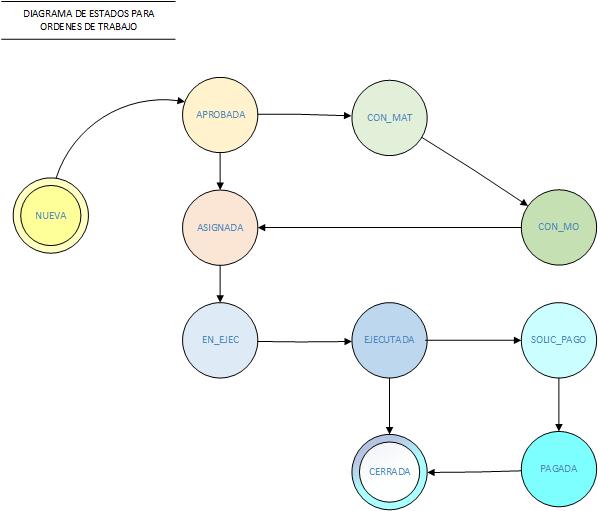 DIAGRAMA DE ESTADOS PARA
ORDENES DE TRABAJO
APROBADA
CON_MAT
NUEVA
ASIGNADA
CON_MO
EN_EJEC
EJECUTADA
SOLIC_PAGO
CERRADA
PAGADA